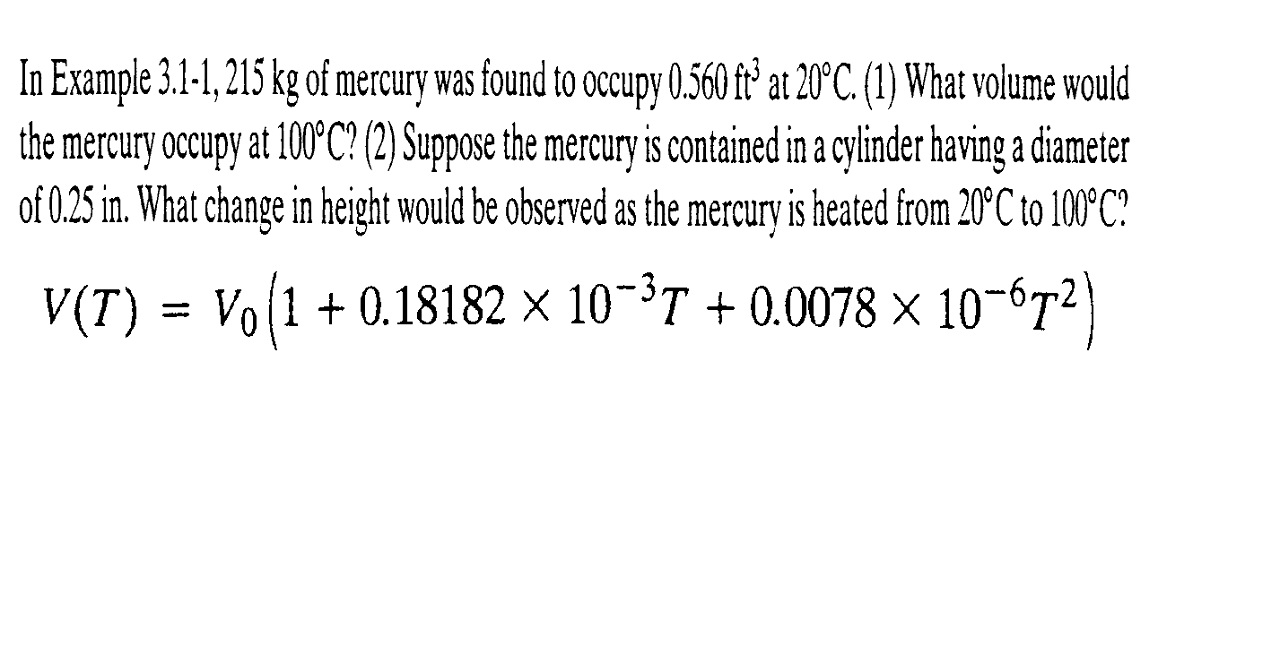 In Example 3.1-1, 215 kg of mercury was found to occupy 0.560 ft³ at 20°C. (1) What volume would
the mercury occupy at 100°C? (2) Suppose the mercury is contained in a cylinder having a diameter
of 0.25 in. What change in height would be observed as the mercury is heated from 20°C to 100°C?
V(T) = V₀(1 + 0.18182 × 10⁻³T + 0.0078 × 10⁻⁶T²)